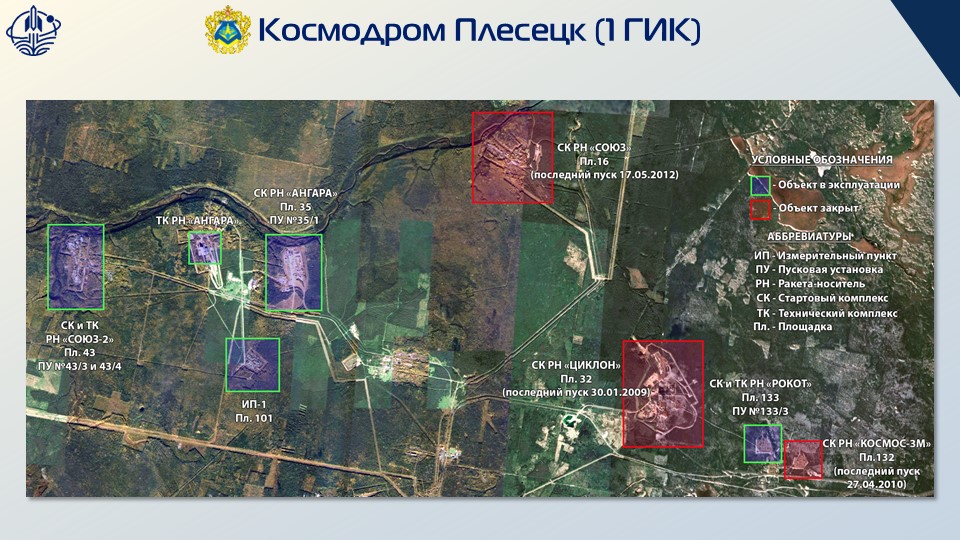 Космодром Плесецк (1 ГИК)
СК РН «СОЮЗ»
Пл.16
(последний пуск 17.05.2012)
УСЛОВНЫЕ ОБОЗНАЧЕНИЯ
- Объект в эксплуатации
- Объект закрыт
АББРЕВИАТУРЫ
ИП - Измерительный пункт
ПУ - Пусковая установка
РН - Ракета-носитель
СК - Стартовый комплекс
ТК - Технический комплекс
Пл. - Площадка
СК РН «АНГАРА»
Пл. 35
ПУ №35/1
ТК РН «АНГАРА»
СК и ТК
РН «СОЮЗ-2»
Пл. 43
ПУ №43/3 и 43/4
ИП-1
Пл. 101
СК РН «ЦИКЛОН»
Пл. 32
(последний пуск 30.01.2009)
СК и ТК РН «РОКОТ»
Пл. 133
ПУ №133/3
СК РН «КОСМОС-3М»
Пл.132
(последний пуск
27.04.2010)